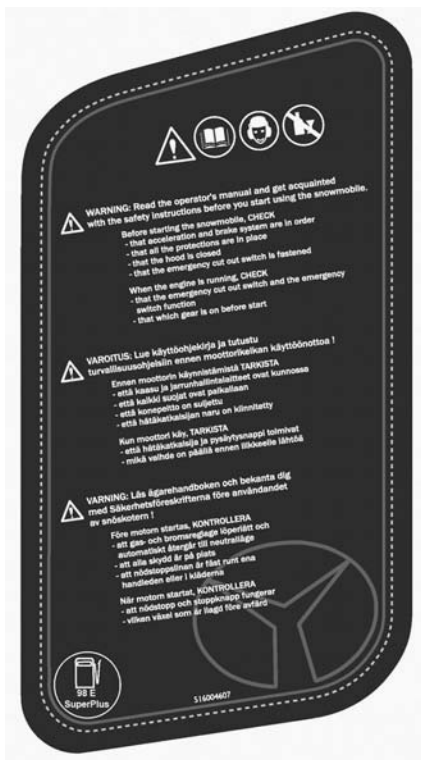 WARNING: Read the operator's manual and get acquainted
with the safety instructions before you start using the snowmobile.
Before starting the snowmobile, CHECK
- that acceleration and brake system are in order
- that all the protections are in place
- that the hood is closed
- that the emergency cut out switch is fastened
When the engine is running, CHECK
- that the emergency cut out switch and the emergency
switch function
- that which gear is on before start
VAROITUS: Lue käyttöohjekirja ja tutustu
turvallisuusohjeisiin ennen moottorikelkan käyttöönottoa !
Ennen moottorin käynnistämistä TARKISTA
- että kaasu ja jarrunhallintalaitteet ovat kunnossa
- että kaikki suojat ovat paikallaan
- että konepeitto on suljettu
- että hätäkatkaisijan naru on kiinnitetty
Kun moottori käy, TARKISTA
- että hätäkatkaisija ja pysäytysnappi toimivat
- mikä vaihde on päällä ennen liikkeelle lähtöä
VARNING: Läs ägarehandboken och bekanta dig
med Säkerhetsföreskrifterna före användandet
av snöskotern !
Före motorn startas, KONTROLLERA
- att gas- och bromsreglage löperlätt och
automatiskt återgår till neutralläge
- att alla skydd är på plats
- att nödstoppslinan är fäst runt ena
handleden eller i kläderna
När motorn startat, KONTROLLERA
- att nödstopp och stoppknapp fungerar
- vilken växel som är ilagd före avfärd
98 E
SuperPlus
516004607